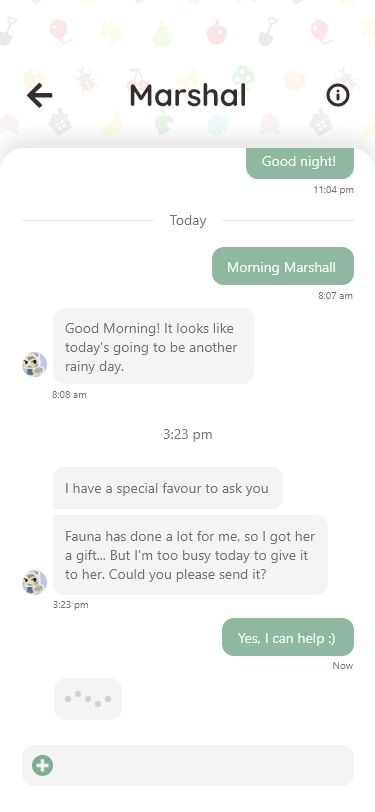 Marshal
Good night!
11:04 pm
Today
Morning Marshall
8:07 am
Good Morning! It looks like
today's going to be another
rainy day.
8:08 am
3:23 pm
I have a special favour to ask you
Fauna has done a lot for me, so I got her
a gift... But I'm too busy today to give it
to her. Could you please send it?
3:23 pm
Yes, I can help :)
Now